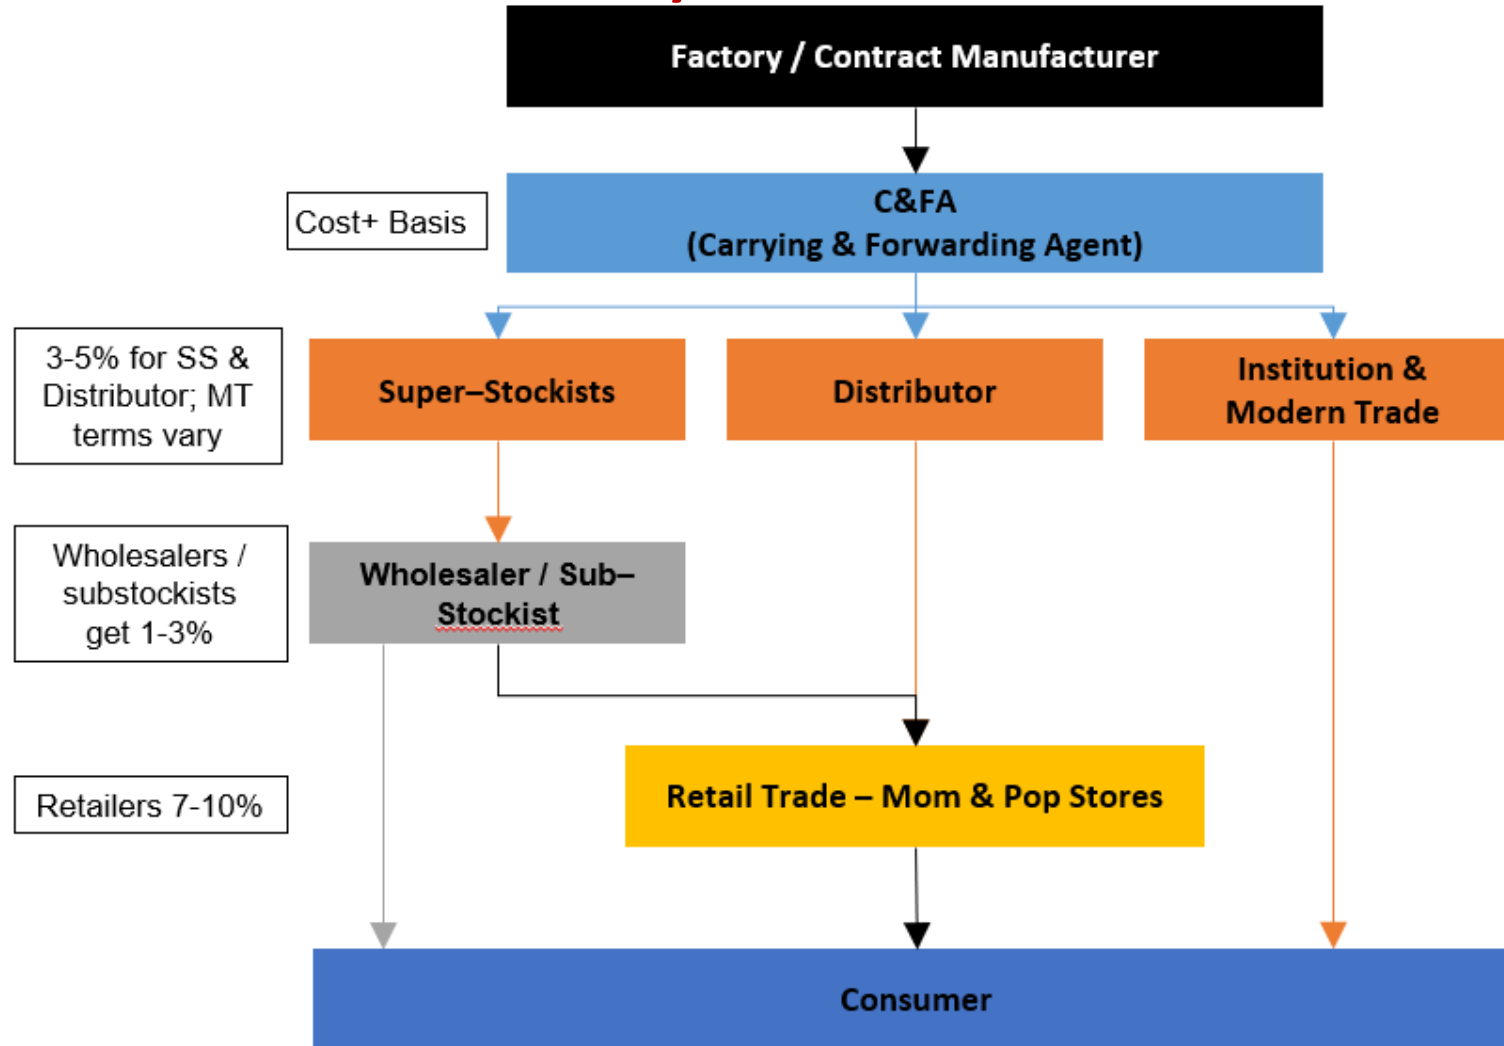 Factory / Contract Manufacturer
C&FA
(Carrying & Forwarding Agent)
Cost+ Basis
3-5% for SS &
Distributor; MT
terms vary
Super–Stockists
Distributor
Institution &
Modern Trade
Wholesalers /
substockists
get 1-3%
Wholesaler / Sub–
Stockist
Retailers 7-10%
Retail Trade – Mom & Pop Stores
Consumer